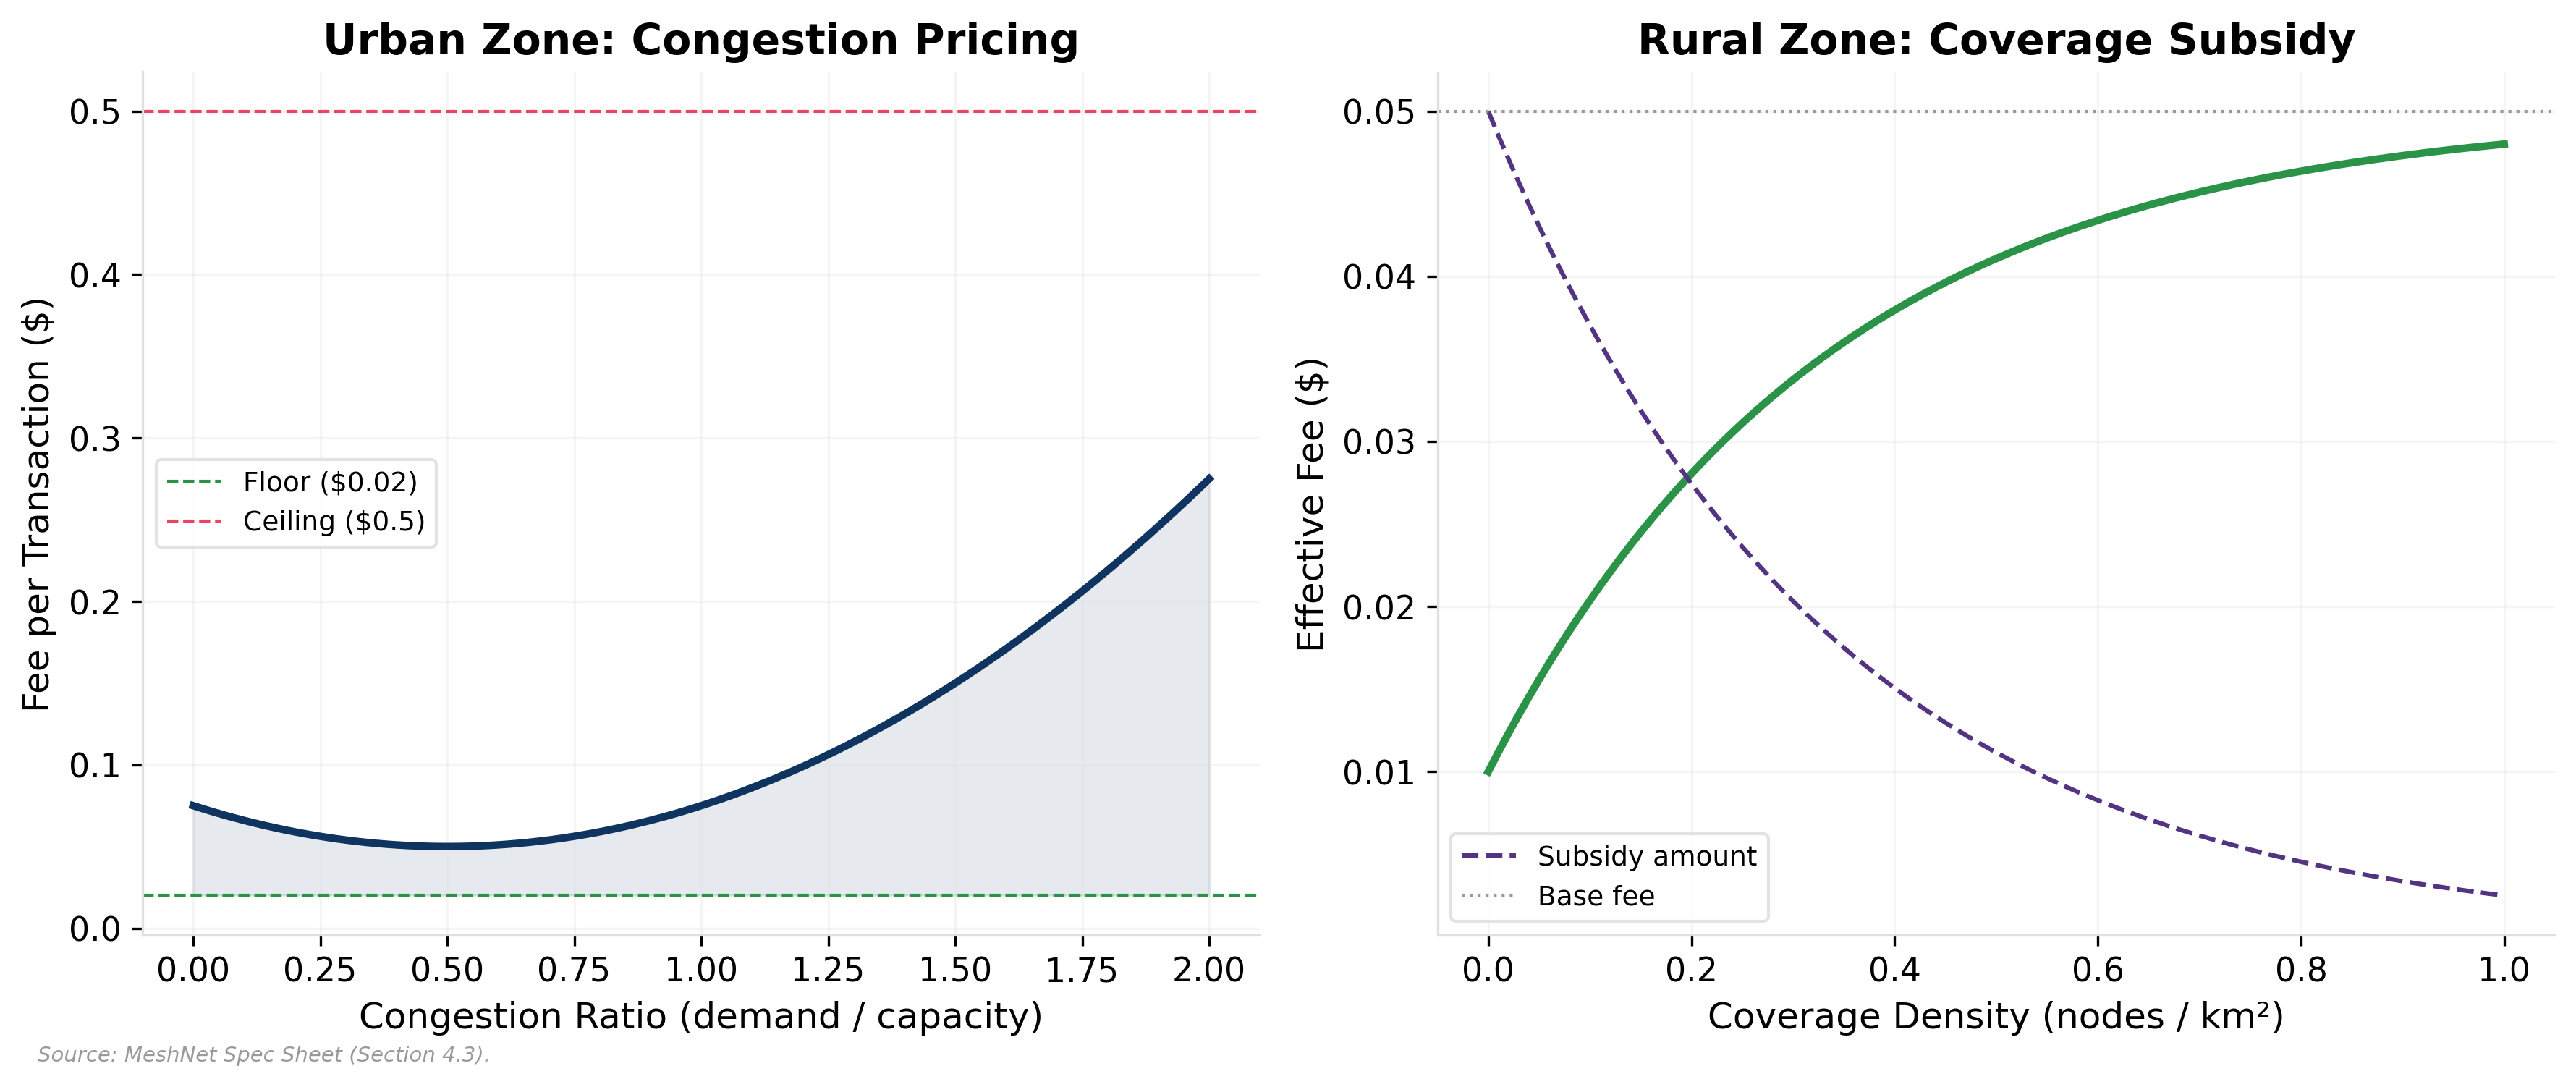 Urban Zone: Congestion Pricing
Fee per Transaction ($)
0.5
0.4
0.3
0.2
0.1
0.0
Floor ($0.02)
Ceiling ($0.5)
0.00 0.25 0.50 0.75 1.00 1.25 1.50 1.75 2.00
Congestion Ratio (demand / capacity)
Rural Zone: Coverage Subsidy
Effective Fee ($)
0.05
0.04
0.03
0.02
0.01
Subsidy amount
Base fee
0.0 0.2 0.4 0.6 0.8 1.0
Coverage Density (nodes / km²)
Source: MeshNet Spec Sheet (Section 4.3).